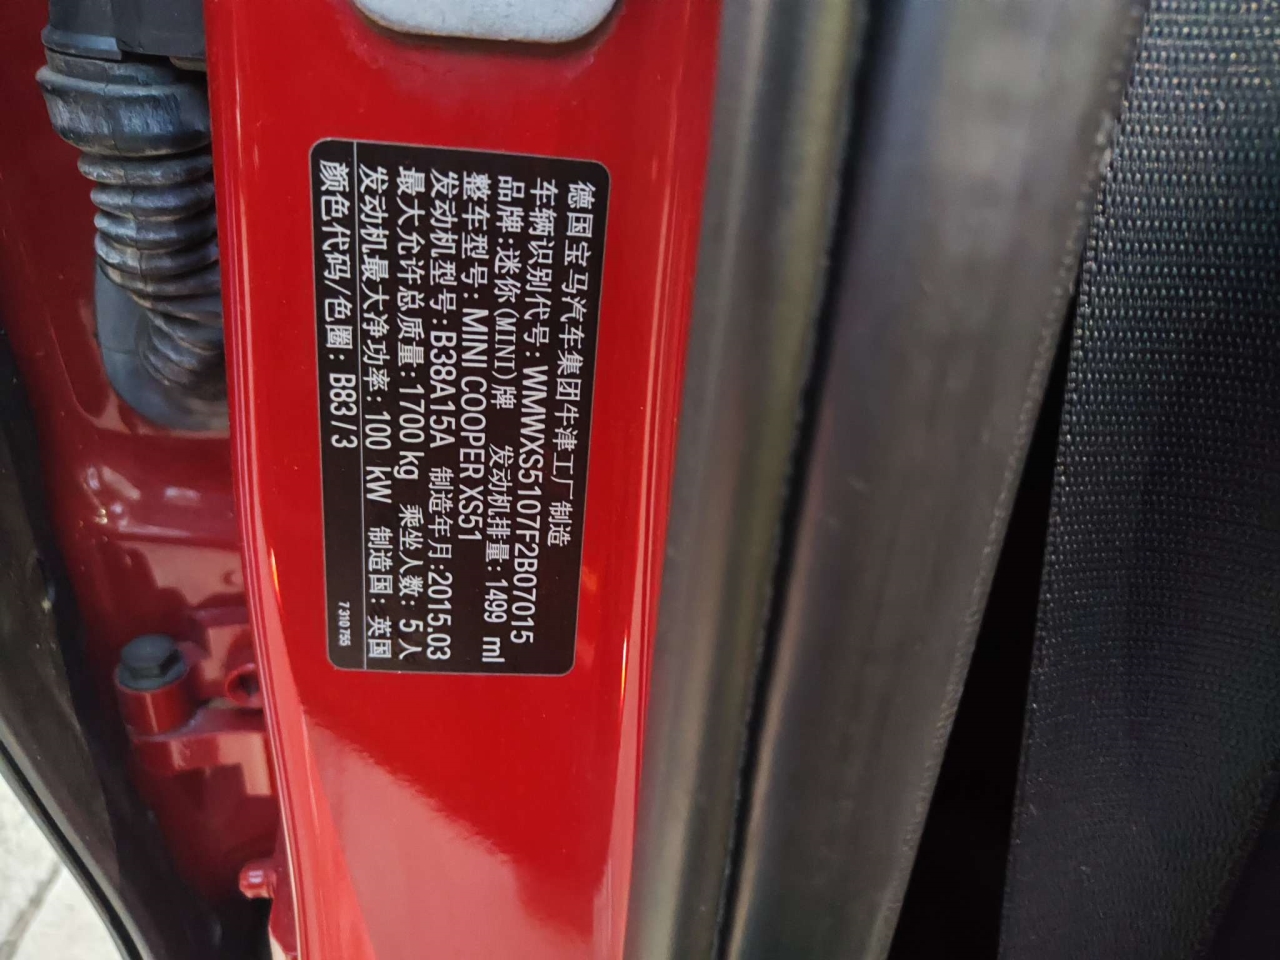 德国宝马汽车集团牛津工厂制造
车辆识别代号: WMWXS5107F2B07015
品牌:迷你(MINI)牌 发动机排量:1499 ml
整车型号: MINI COOPER XS51
发动机型号: B38A15A 制造年月:2015.03
最大允许总质量: 1700 kg 乘坐人数: 5 人
发动机最大净功率: 100 kW 制造国: 英国
颜色代码/色圈: B83 / 3
7 310 755